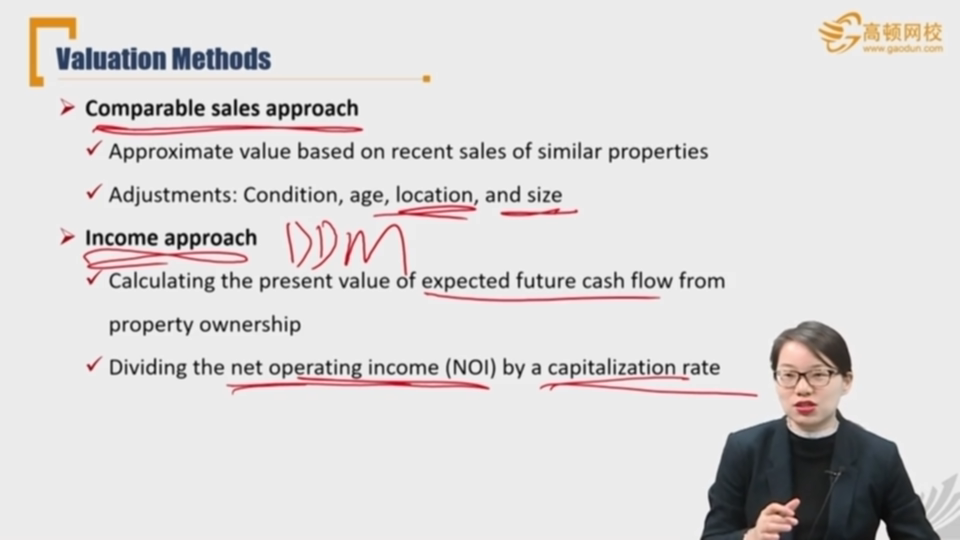 高顿网校
www.gaodun.com
Valuation Methods
Comparable sales approach
Approximate value based on recent sales of similar properties
Adjustments: Condition, age, location, and size
Income approach DDM
Calculating the present value of expected future cash flow from
property ownership
Dividing the net operating income (NOI) by a capitalization rate